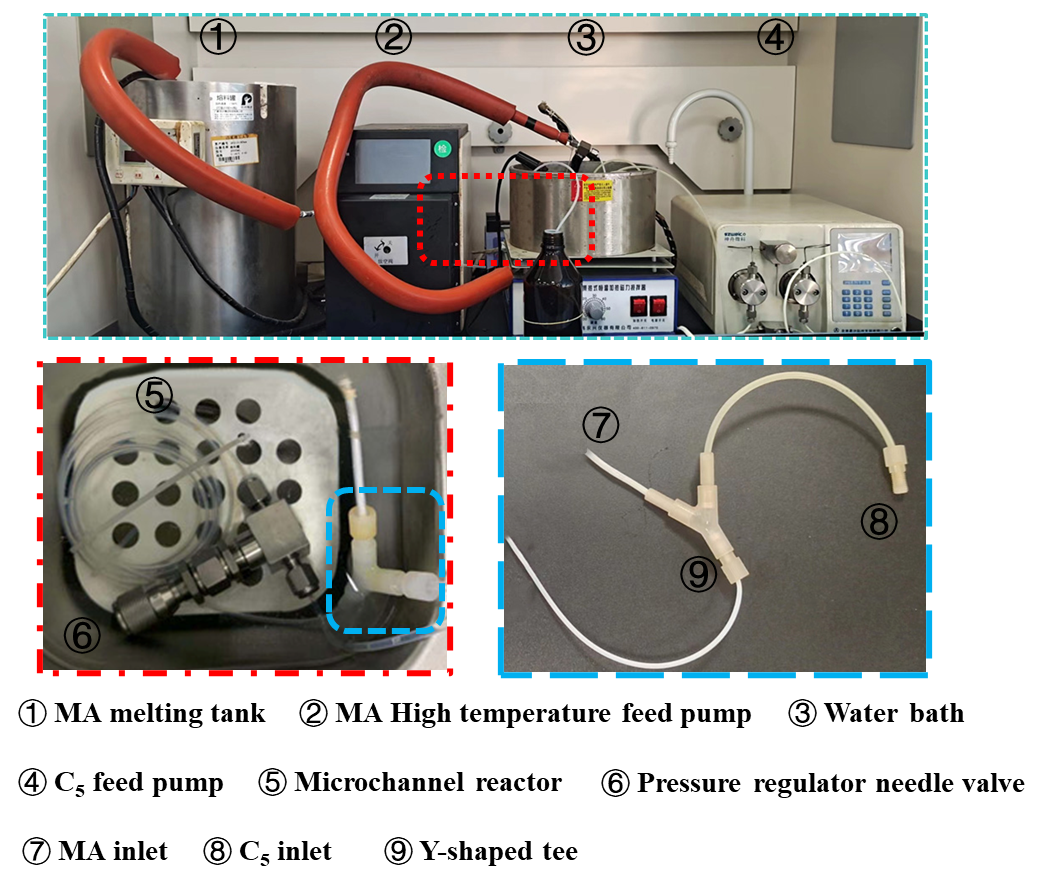 ① ② ③ ④
检
⑤
⑦
⑧
⑨
⑥
① MA melting tank ② MA High temperature feed pump ③ Water bath
④ C₅ feed pump ⑤ Microchannel reactor ⑥ Pressure regulator needle valve
⑦ MA inlet ⑧ C₅ inlet ⑨ Y-shaped tee